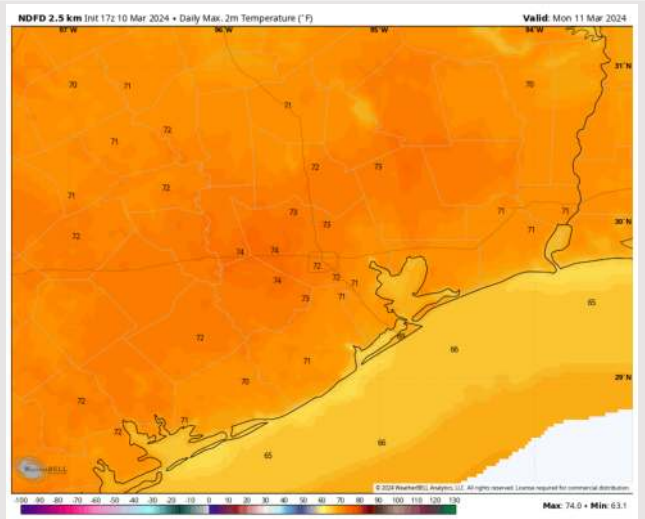 NDFD 2.5 km Init 17z 10 Mar 2024 • Daily Max. 2m Temperature (°F) Valid: Mon 11 Mar 2024
97°W 96°W 95°W 94°W
31°N
70 71 70
71
72
71
72 73
72
71
73 71 71
30°N
72 73 71
74 74
72
74 72 71
73 71
65
72 66
71
70 29°N
72
71
72
66
65
WeatherBELL
© 2024 WeatherBELL Analytics, LLC. All rights reserved. License required for commercial distribution.
-100 -90 -80 -70 -60 -50 -40 -30 -20 -10 0 10 20 30 40 50 60 70 80 90 100 110 120 130
Max: 74.0 • Min: 63.1